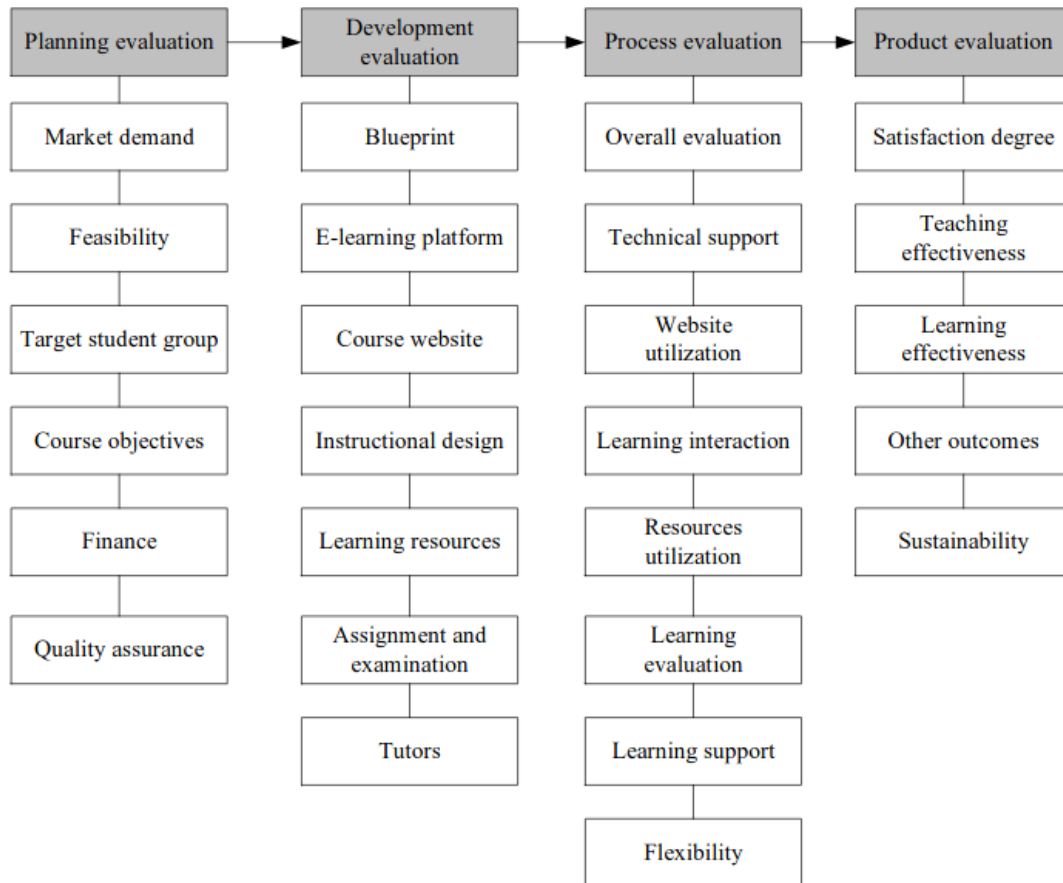 Planning evaluation
Market demand
Feasibility
Target student group
Course objectives
Finance
Quality assurance
Development
evaluation
Blueprint
E-learning platform
Course website
Instructional design
Learning resources
Assignment and
examination
Tutors
Process evaluation
Overall evaluation
Technical support
Website
utilization
Learning interaction
Resources
utilization
Learning
evaluation
Learning support
Flexibility
Product evaluation
Satisfaction degree
Teaching
effectiveness
Learning
effectiveness
Other outcomes
Sustainability